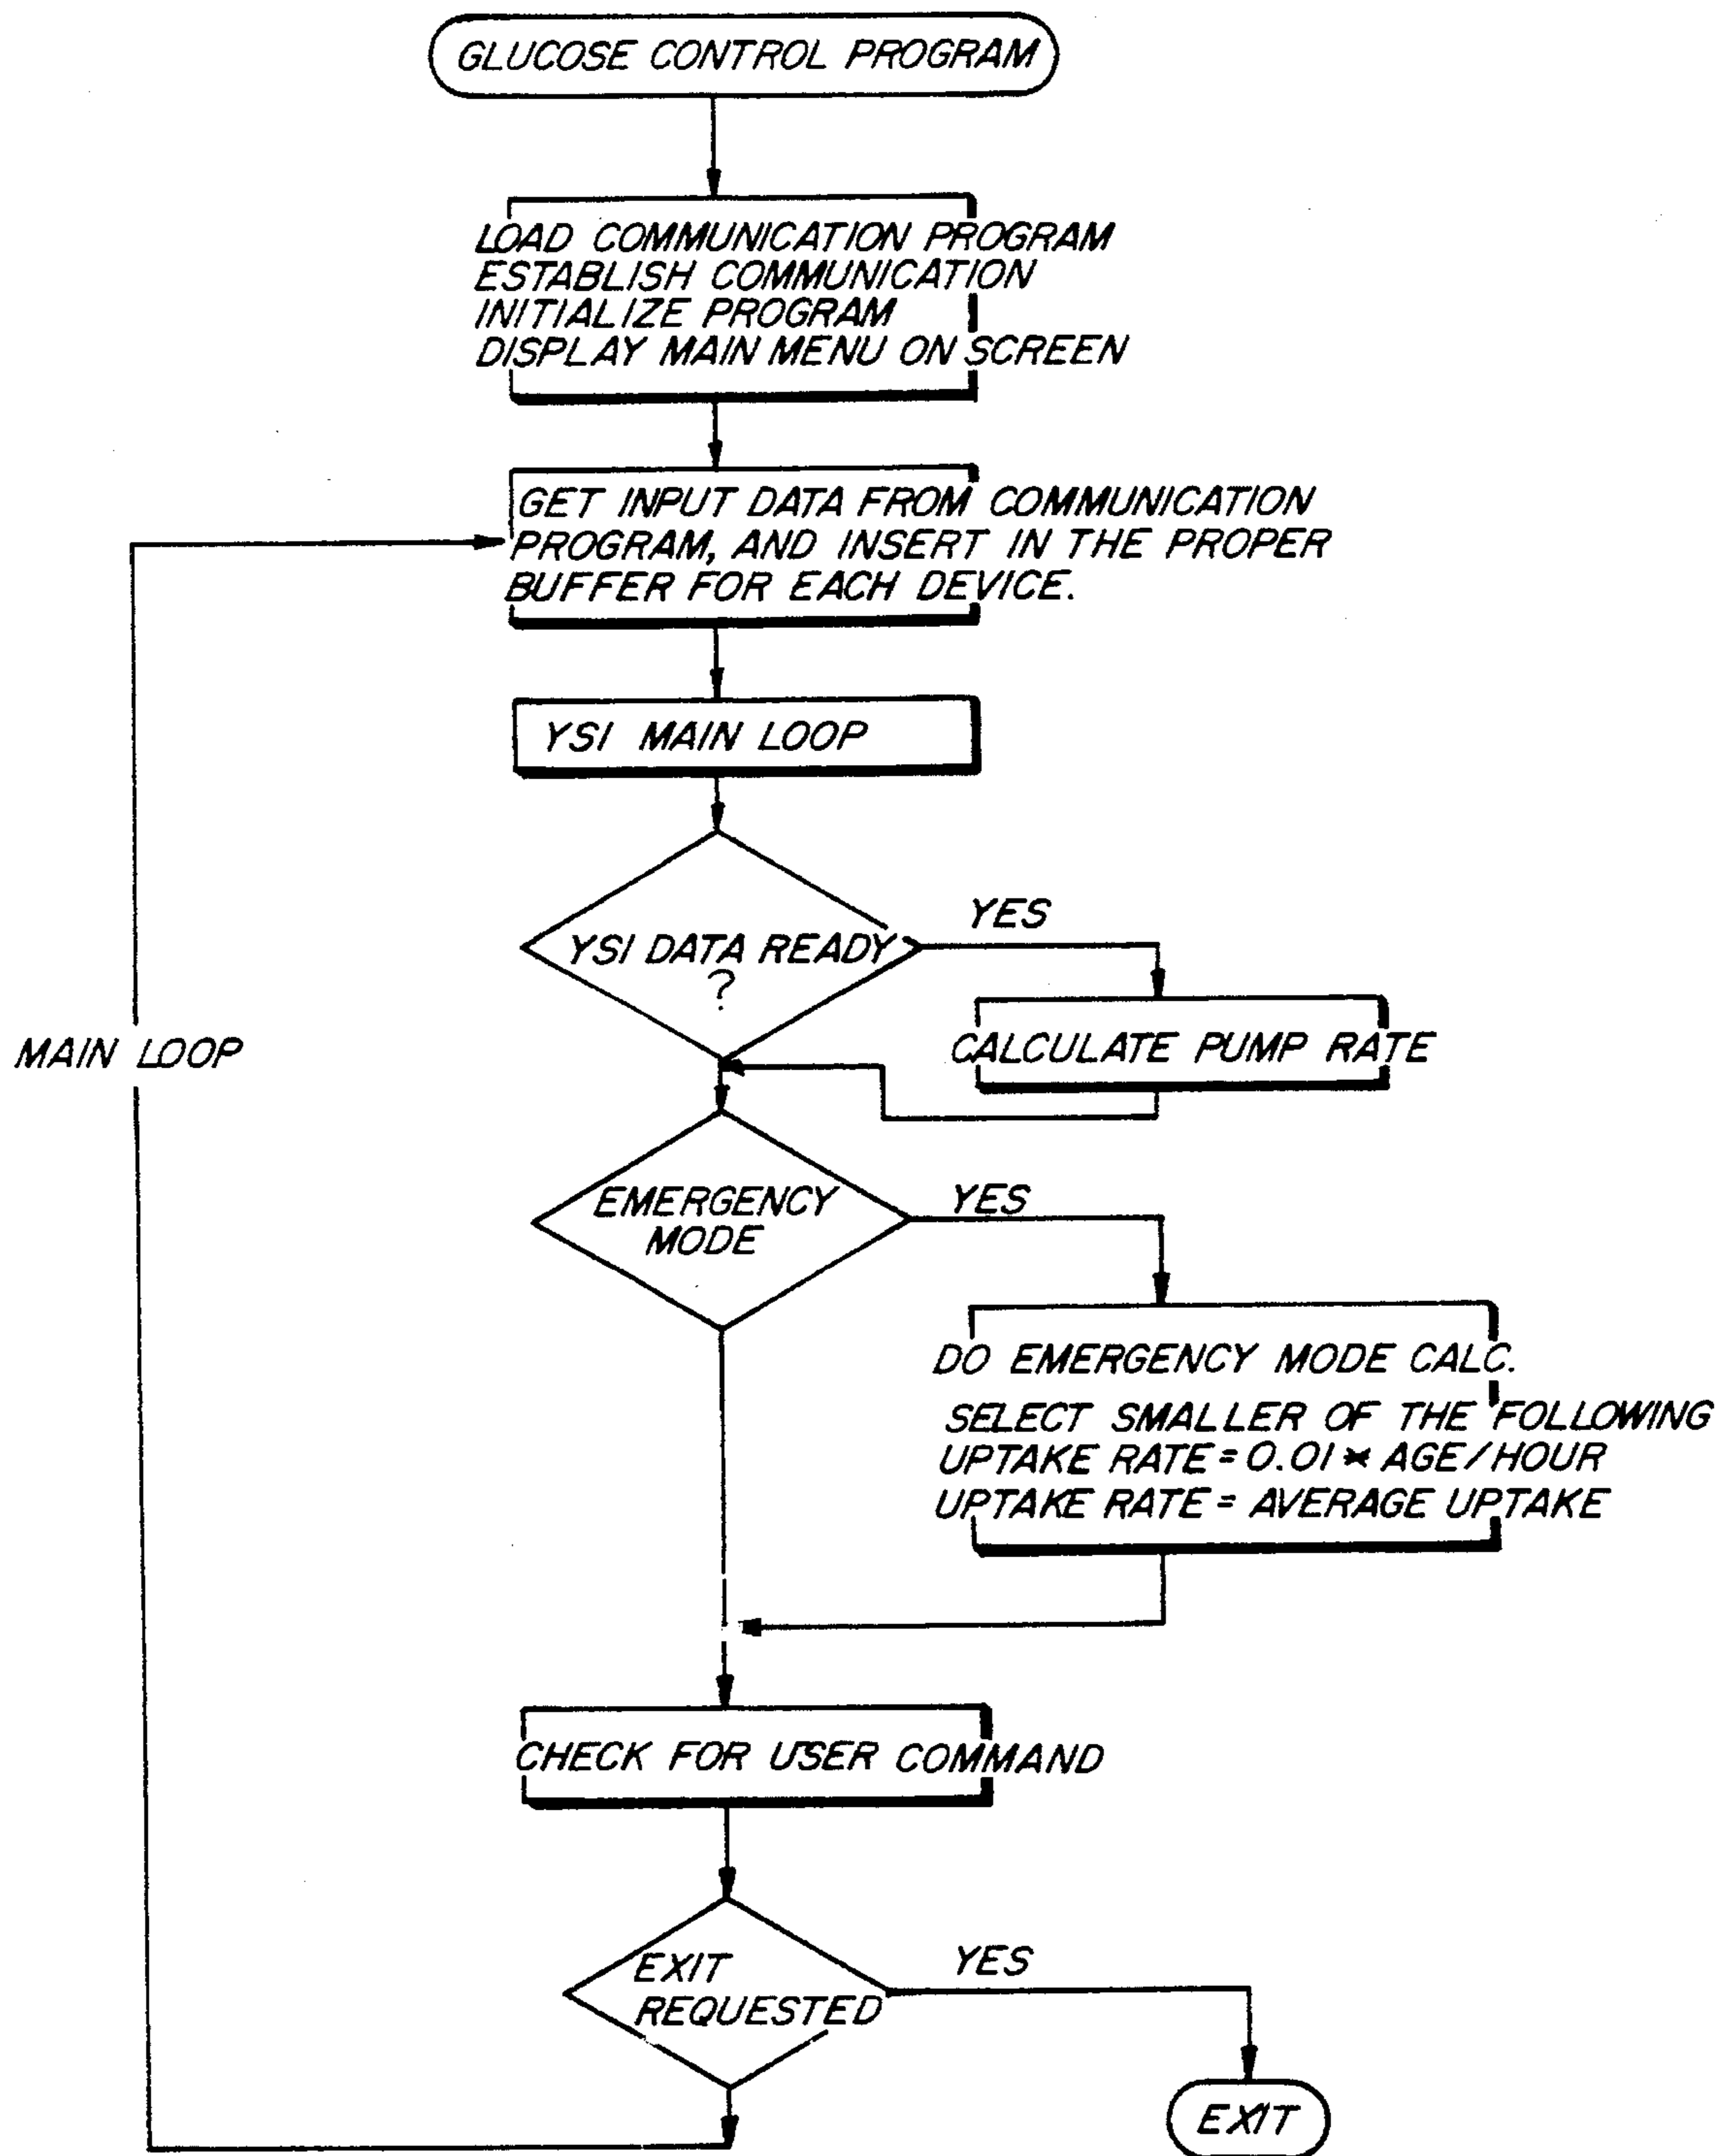 GLUCOSE CONTROL PROGRAM
LOAD COMMUNICATION PROGRAM
ESTABLISH COMMUNICATION
INITIALIZE PROGRAM
DISPLAY MAIN MENU ON SCREEN
GET INPUT DATA FROM COMMUNICATION
PROGRAM, AND INSERT IN THE PROPER
BUFFER FOR EACH DEVICE.
YSI MAIN LOOP
YSI DATA READY
?
YES
CALCULATE PUMP RATE
MAIN LOOP
EMERGENCY
MODE
YES
DO EMERGENCY MODE CALC.
SELECT SMALLER OF THE FOLLOWING
UPTAKE RATE = 0.01 * AGE/HOUR
UPTAKE RATE = AVERAGE UPTAKE
CHECK FOR USER COMMAND
EXIT
REQUESTED
YES
EXIT